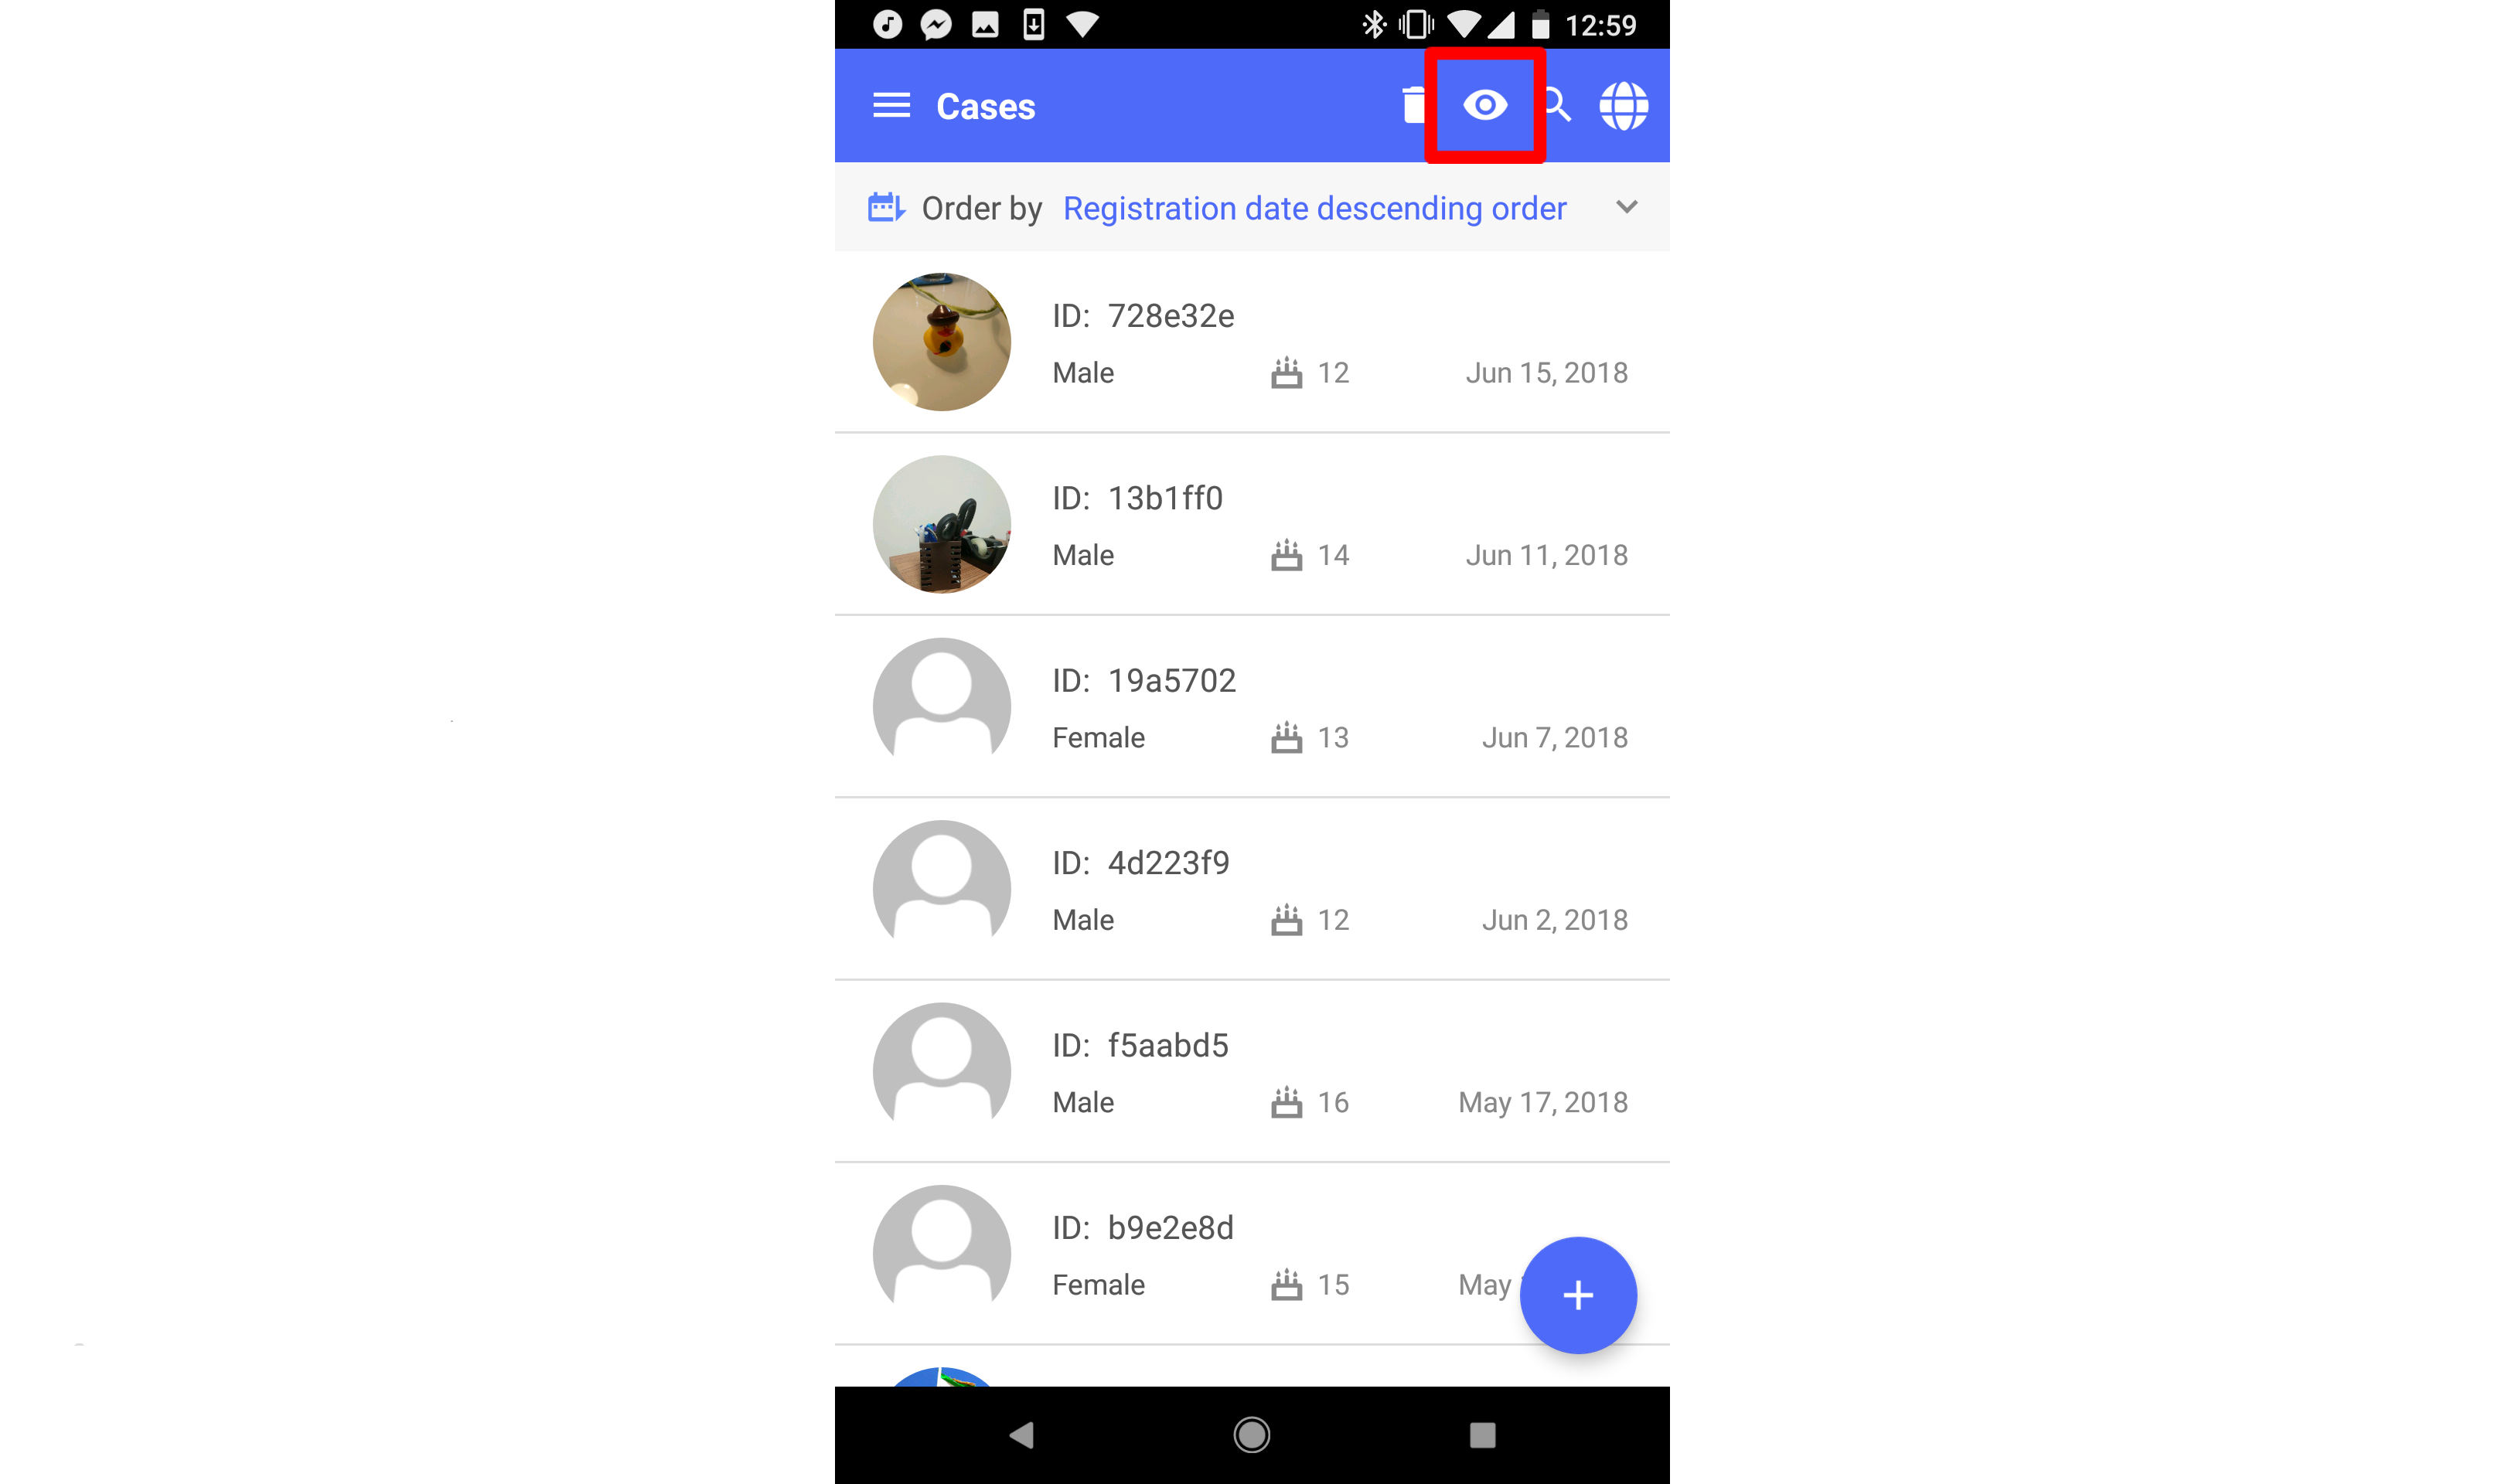 12:59
Cases
Order by Registration date descending order
ID: 728e32e
Male 12 Jun 15, 2018
ID: 13b1ff0
Male 14 Jun 11, 2018
ID: 19a5702
Female 13 Jun 7, 2018
ID: 4d223f9
Male 12 Jun 2, 2018
ID: f5aabd5
Male 16 May 17, 2018
ID: b9e2e8d
Female 15 May